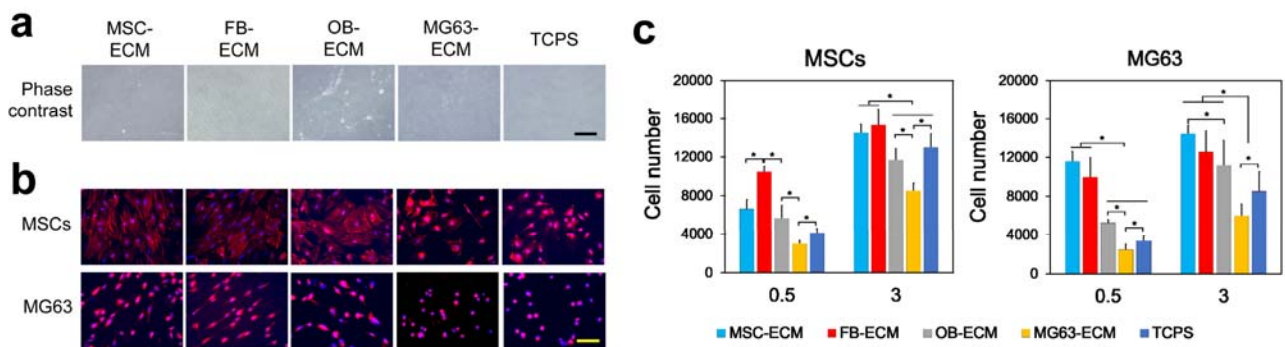 a
MSC-ECM
FB-ECM
OB-ECM
MG63-ECM
TCPS
Phase contrast
b
MSCs
MG63
c
MSCs
Cell number
20000
16000
12000
8000
4000
0
0.5 3
MG63
Cell number
20000
16000
12000
8000
4000
0
0.5 3
* * * * * * *
* * * * * *
MSC-ECM FB-ECM OB-ECM MG63-ECM TCPS